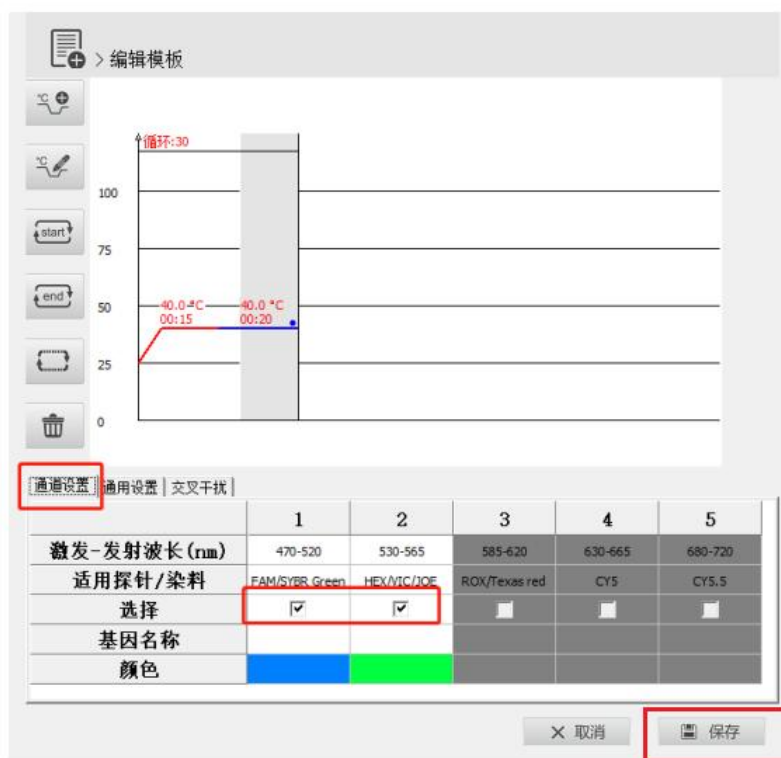 > 编辑模板
℃
循环:30
℃
100
start
75
end
50
40.0 ℃ 40.0 ℃
00:15 00:20
25
0
通道设置 通用设置 交叉干扰
1 2 3 4 5
激发-发射波长(nm) 470-520 530-565 585-620 630-665 680-720
适用探针/染料 FAM/SYBR Green HEX/VIC/JOE ROX/Texas red CY5 CY5.5
选择
基因名称
颜色
取消 保存